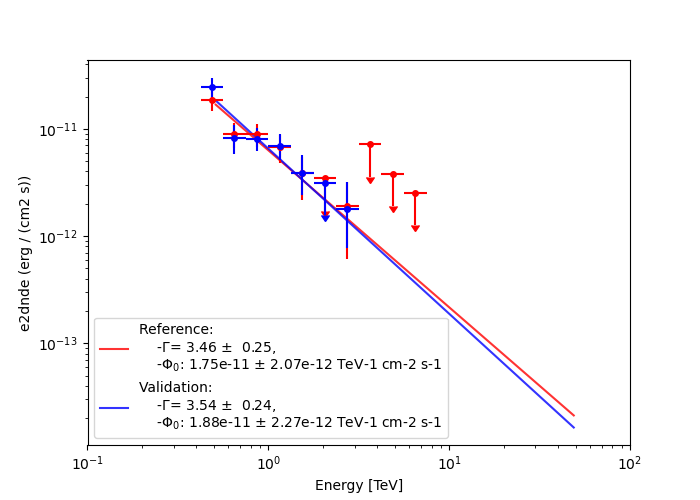 10⁻¹¹
10⁻¹²
10⁻¹³
e2dnde (erg / (cm2 s))
Reference:
-Γ= 3.46 ± 0.25,
-Φ₀: 1.75e-11 ± 2.07e-12 TeV-1 cm-2 s-1
Validation:
-Γ= 3.54 ± 0.24,
-Φ₀: 1.88e-11 ± 2.27e-12 TeV-1 cm-2 s-1
10⁻¹ 10⁰ 10¹ 10²
Energy [TeV]